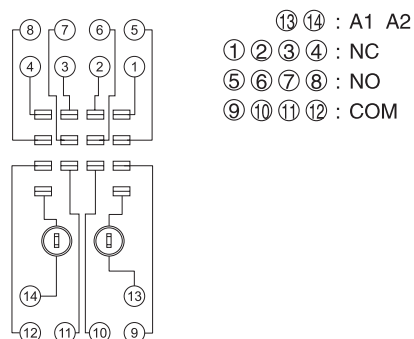 ⑧ ⑦ ⑥ ⑤
④ ③ ② ①
⑭ ⑬
⑫ ⑪ ⑩ ⑨
⑬ ⑭ : A1 A2
① ② ③ ④ : NC
⑤ ⑥ ⑦ ⑧ : NO
⑨ ⑩ ⑪ ⑫ : COM